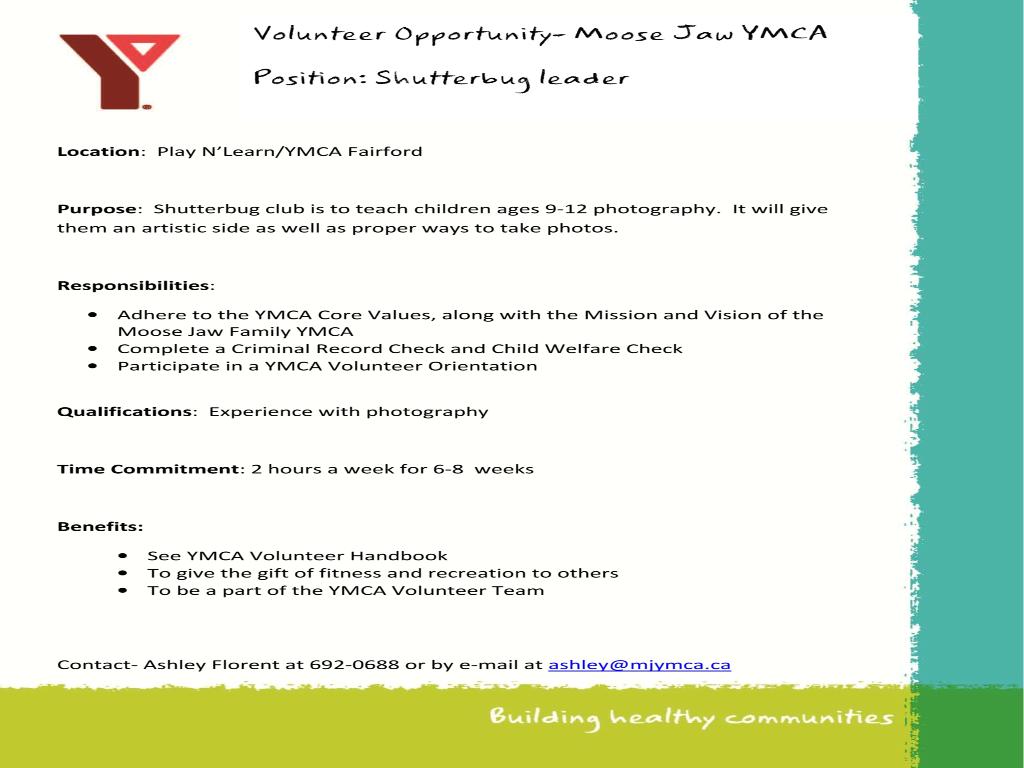 Volunteer Opportunity- Moose Jaw YMCA
Position: Shutterbug leader
Location:  Play N'Learn/YMCA Fairford
Purpose:  Shutterbug club is to teach children ages 9-12 photography.  It will give
them an artistic side as well as proper ways to take photos.
Responsibilities:
• Adhere to the YMCA Core Values, along with the Mission and Vision of the
Moose Jaw Family YMCA
• Complete a Criminal Record Check and Child Welfare Check
• Participate in a YMCA Volunteer Orientation
Qualifications:  Experience with photography
Time Commitment: 2 hours a week for 6-8  weeks
Benefits:
• See YMCA Volunteer Handbook
• To give the gift of fitness and recreation to others
• To be a part of the YMCA Volunteer Team
Contact- Ashley Florent at 692-0688 or by e-mail at ashley@mjymca.ca
Building healthy communities